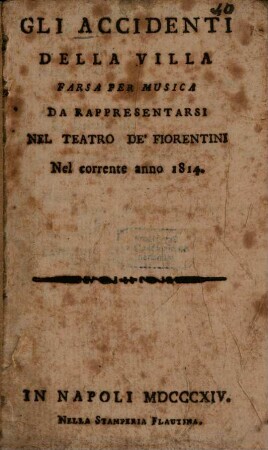 GLI ACCIDENTI
DELLA VILLA
FARSA PER MUSICA
DA RAPPRESENTARSI
NEL TEATRO DE' FIORENTINI
Nel corrente anno 1814.
IN NAPOLI MDCCCXIV.
NELLA STAMPERIA FLAUTINA.